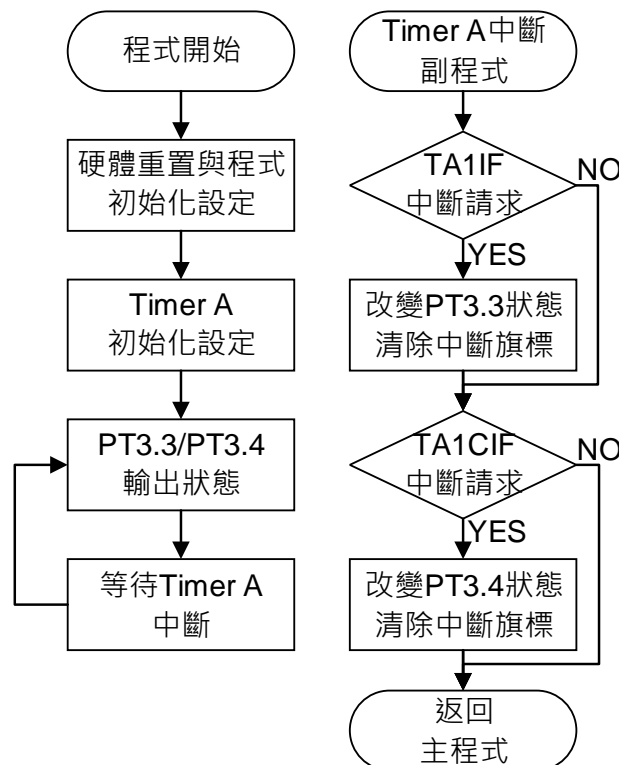 程式開始
硬體重置與程式
初始化設定
Timer A
初始化設定
PT3.3/PT3.4
輸出狀態
等待Timer A
中斷
Timer A中斷
副程式
TA1IF
中斷請求
NO
YES
改變PT3.3狀態
清除中斷旗標
TA1CIF
中斷請求
NO
YES
改變PT3.4狀態
清除中斷旗標
返回
主程式